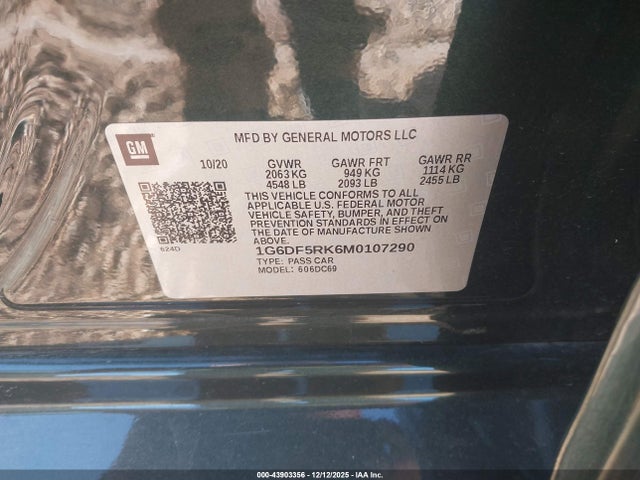 GM
MFD BY GENERAL MOTORS LLC
10/20 GVWR GAWR FRT GAWR RR
2063 KG 949 KG 1114 KG
4548 LB 2093 LB 2455 LB
THIS VEHICLE CONFORMS TO ALL
APPLICABLE U.S. FEDERAL MOTOR
VEHICLE SAFETY, BUMPER, AND THEFT
PREVENTION STANDARDS IN EFFECT ON
THE DATE OF MANUFACTURE SHOWN
ABOVE.
624D
1G6DF5RK6M0107290
TYPE: PASS CAR
MODEL: 606DC69
000-43903356 - 12/12/2025 - IAA Inc.